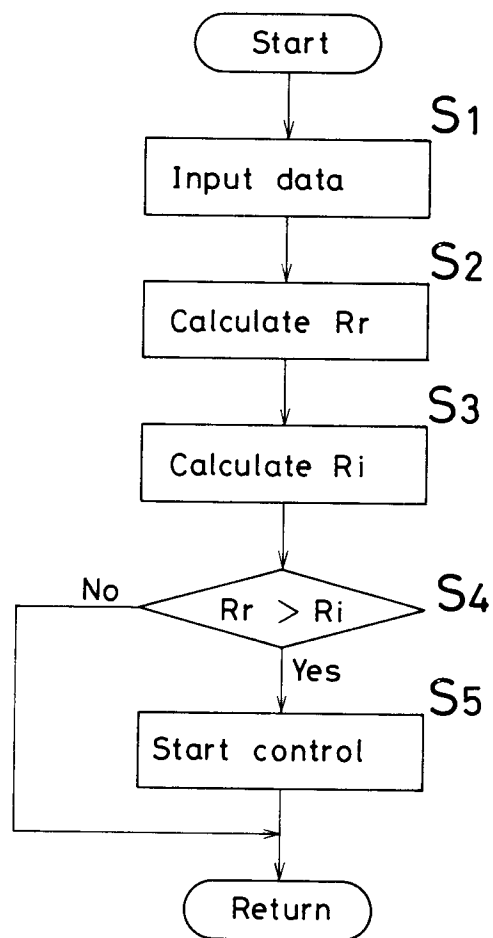 Start
S1
Input data
S2
Calculate Rr
S3
Calculate Ri
No
Rr > Ri
S4
Yes
S5
Start control
Return